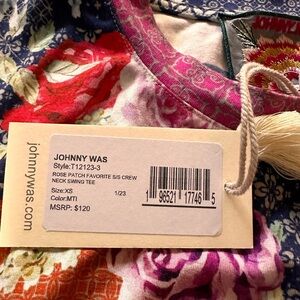 JOHNNY WAS
Style:T12123-3
ROSE PATCH FAVORITE S/S CREW
NECK SWING TEE
Size:XS 1/23
Color:MTI
MSRP: $120
1 96521 17746 5
johnnywas.com